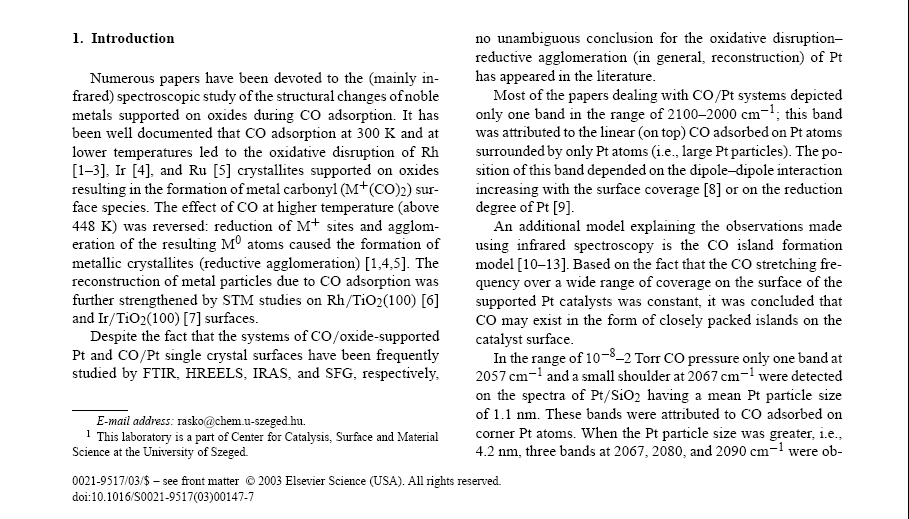 1. Introduction
Numerous papers have been devoted to the (mainly in-
frared) spectroscopic study of the structural changes of noble
metals supported on oxides during CO adsorption. It has
been well documented that CO adsorption at 300 K and at
lower temperatures led to the oxidative disruption of Rh
[1–3], Ir [4], and Ru [5] crystallites supported on oxides
resulting in the formation of metal carbonyl (M⁺(CO)₂) sur-
face species. The effect of CO at higher temperature (above
448 K) was reversed: reduction of M⁺ sites and agglom-
eration of the resulting M⁰ atoms caused the formation of
metallic crystallites (reductive agglomeration) [1,4,5]. The
reconstruction of metal particles due to CO adsorption was
further strengthened by STM studies on Rh/TiO₂(100) [6]
and Ir/TiO₂(100) [7] surfaces.
Despite the fact that the systems of CO/oxide-supported
Pt and CO/Pt single crystal surfaces have been frequently
studied by FTIR, HREELS, IRAS, and SFG, respectively,
E-mail address: rasko@chem.u-szeged.hu.
¹ This laboratory is a part of Center for Catalysis, Surface and Material
Science at the University of Szeged.
no unambiguous conclusion for the oxidative disruption–
reductive agglomeration (in general, reconstruction) of Pt
has appeared in the literature.
Most of the papers dealing with CO/Pt systems depicted
only one band in the range of 2100–2000 cm⁻¹; this band
was attributed to the linear (on top) CO adsorbed on Pt atoms
surrounded by only Pt atoms (i.e., large Pt particles). The po-
sition of this band depended on the dipole–dipole interaction
increasing with the surface coverage [8] or on the reduction
degree of Pt [9].
An additional model explaining the observations made
using infrared spectroscopy is the CO island formation
model [10–13]. Based on the fact that the CO stretching fre-
quency over a wide range of coverage on the surface of the
supported Pt catalysts was constant, it was concluded that
CO may exist in the form of closely packed islands on the
catalyst surface.
In the range of 10⁻⁸–2 Torr CO pressure only one band at
2057 cm⁻¹ and a small shoulder at 2067 cm⁻¹ were detected
on the spectra of Pt/SiO₂ having a mean Pt particle size
of 1.1 nm. These bands were attributed to CO adsorbed on
corner Pt atoms. When the Pt particle size was greater, i.e.,
4.2 nm, three bands at 2067, 2080, and 2090 cm⁻¹ were ob-
0021-9517/03/$ – see front matter © 2003 Elsevier Science (USA). All rights reserved.
doi:10.1016/S0021-9517(03)00147-7